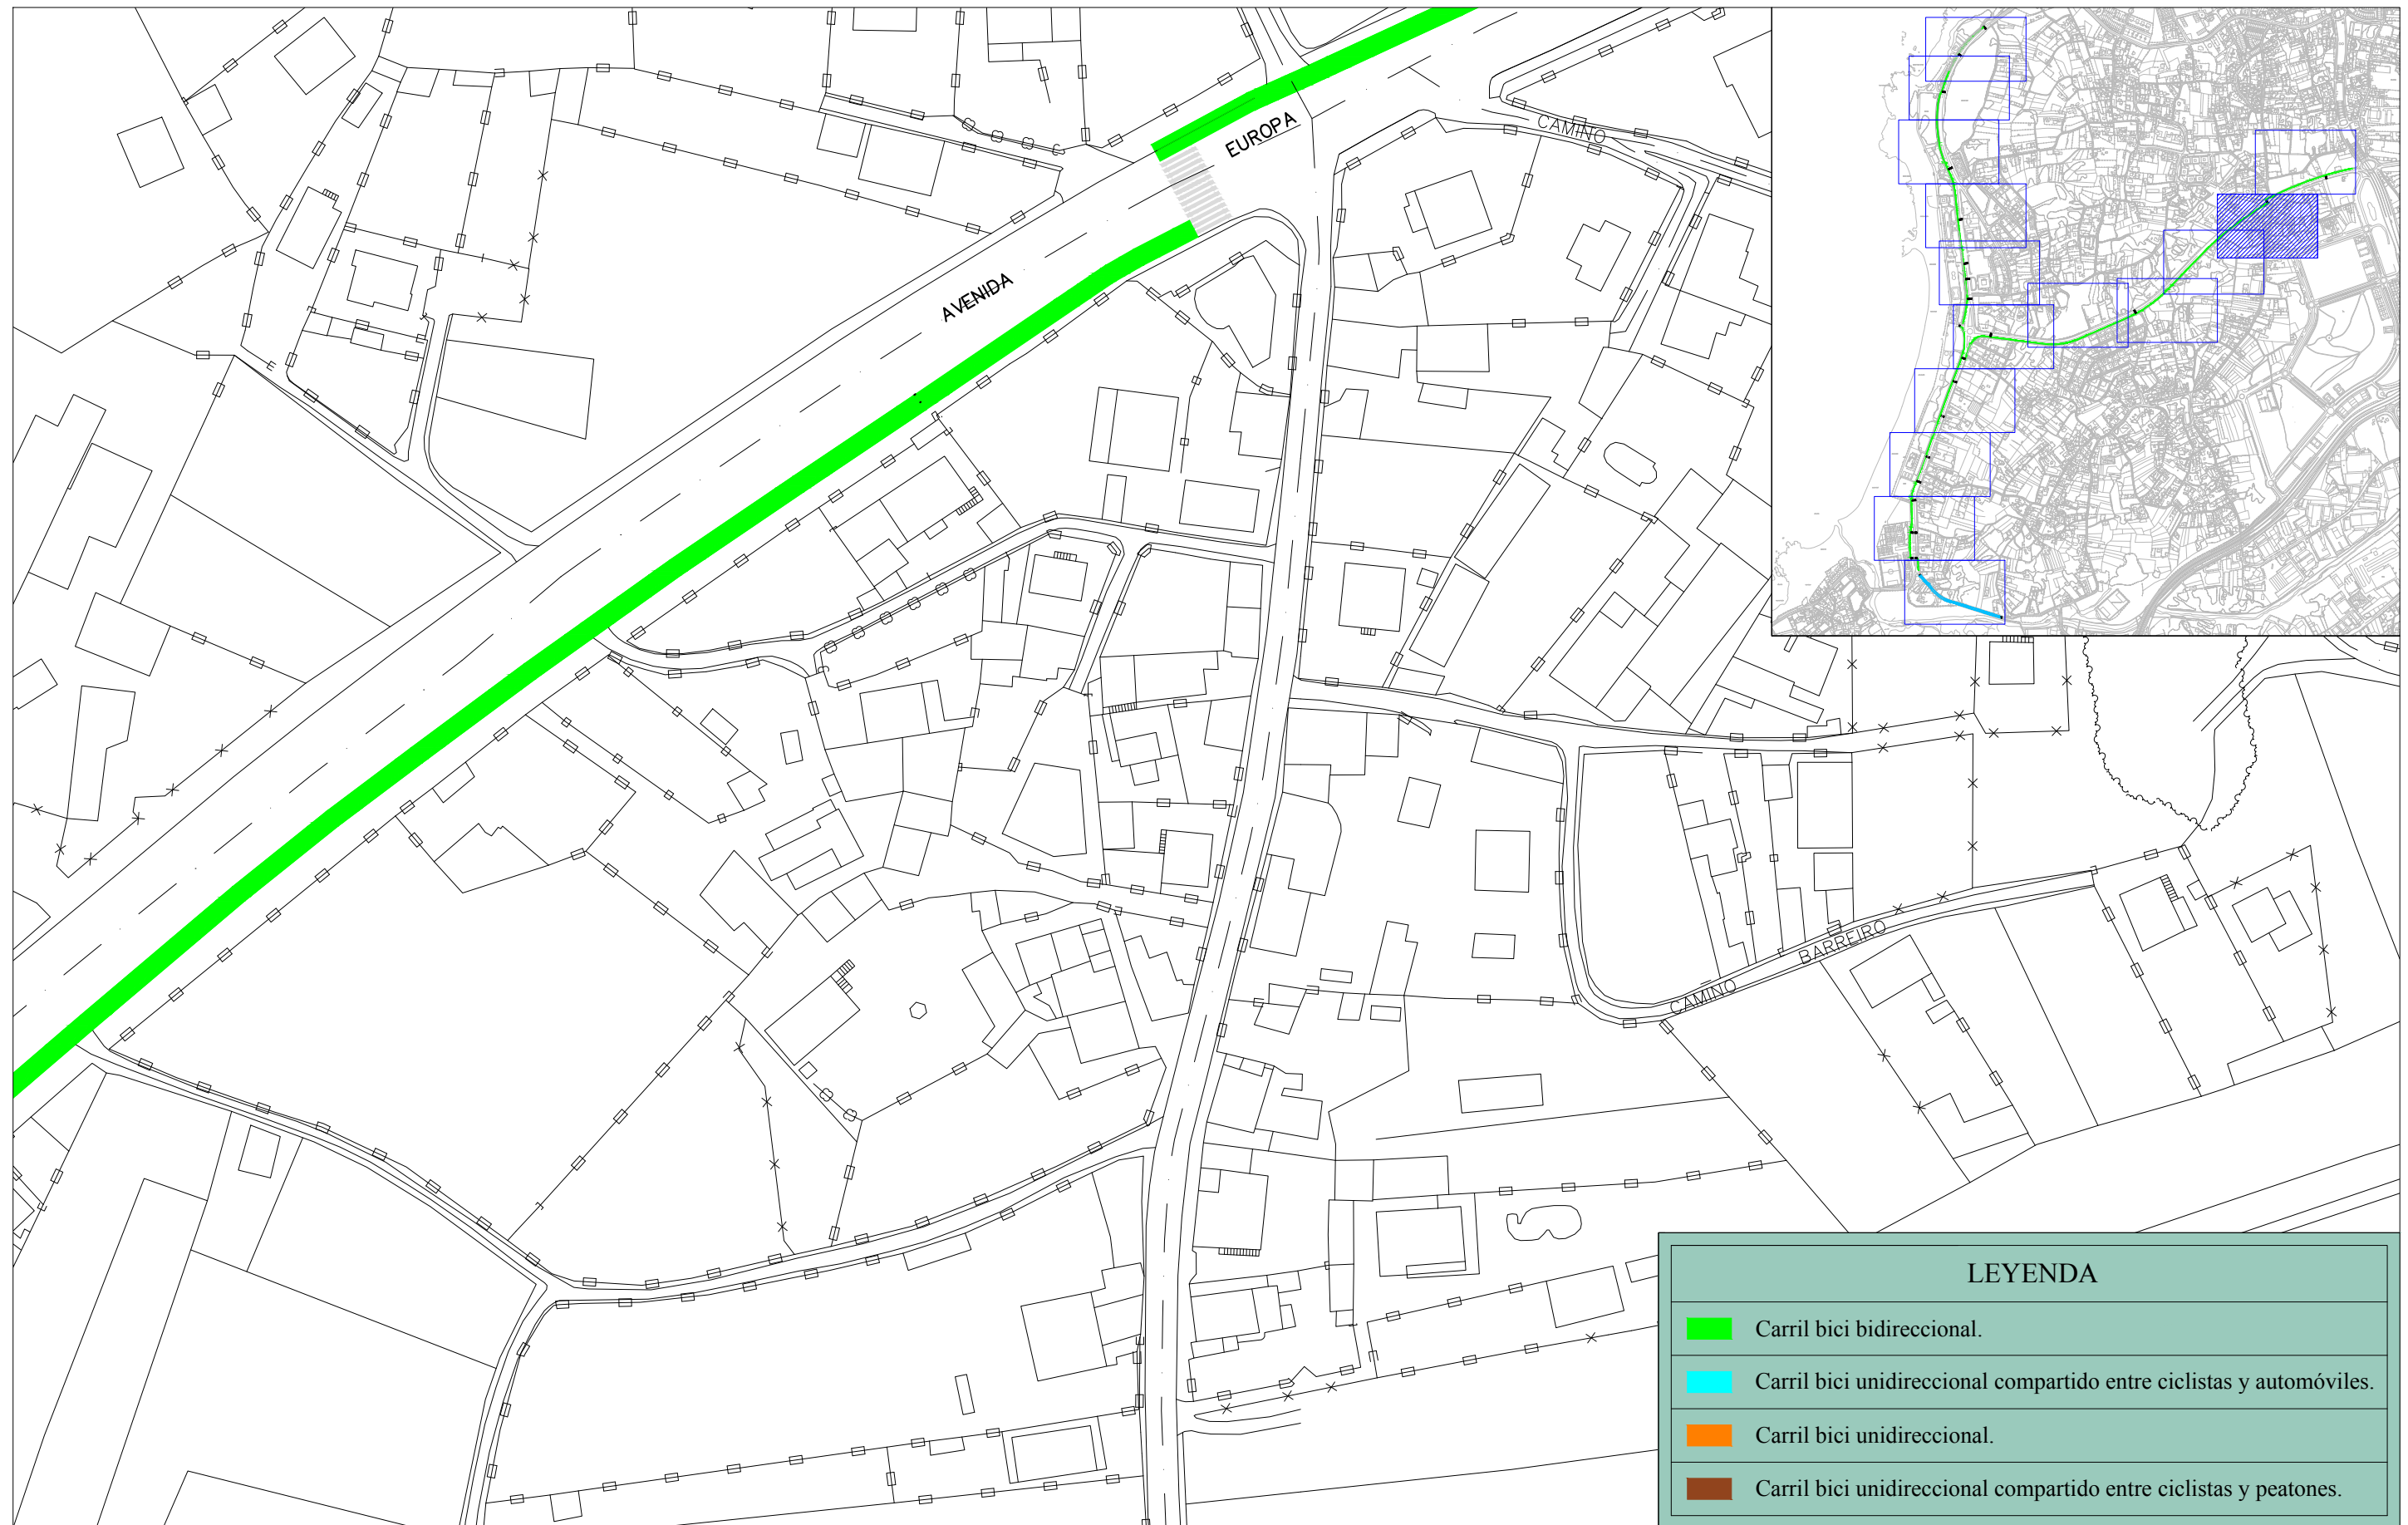 AVENIDA
EUROPA
CAMINO
CAMINO
BARREIRO
LEYENDA
Carril bici bidireccional.
Carril bici unidireccional compartido entre ciclistas y automóviles.
Carril bici unidireccional.
Carril bici unidireccional compartido entre ciclistas y peatones.